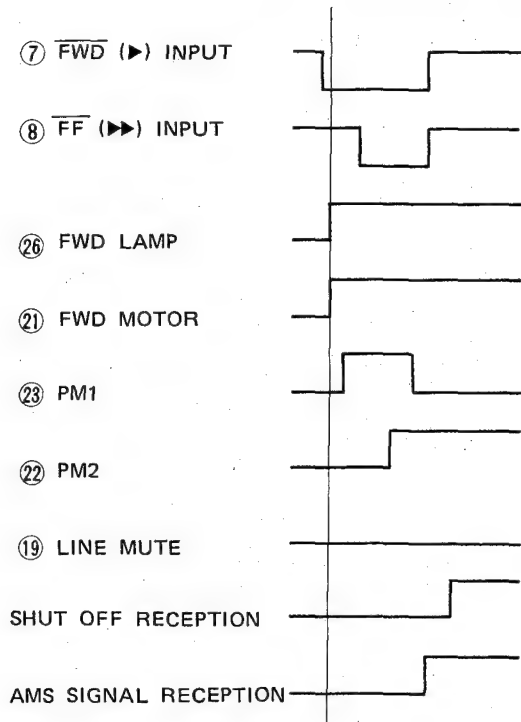 ⑦ FWD (▶) INPUT
⑧ FF (▶▶) INPUT
㉖ FWD LAMP
㉑ FWD MOTOR
㉓ PM1
㉒ PM2
⑲ LINE MUTE
SHUT OFF RECEPTION
AMS SIGNAL RECEPTION